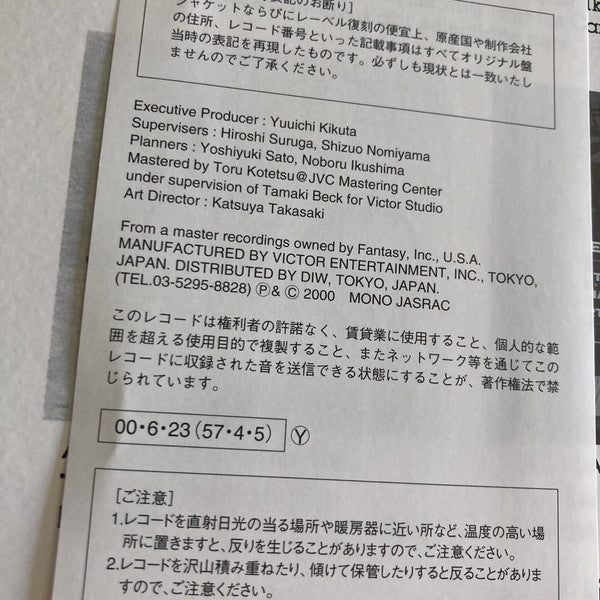 表記のお断り]
ジャケットならびにレーベル復刻の便宜上、原産国や制作会社
の住所、レコード番号といった記載事項はすべてオリジナル盤
当時の表記を再現したものです。必ずしも現状とは一致いたし
ませんのでご了承ください。
Executive Producer : Yuuichi Kikuta
Supervisers : Hiroshi Suruga, Shizuo Nomiyama
Planners : Yoshiyuki Sato, Noboru Ikushima
Mastered by Toru Kotetsu@JVC Mastering Center
under supervision of Tamaki Beck for Victor Studio
Art Director : Katsuya Takasaki
From a master recordings owned by Fantasy, Inc., U.S.A.
MANUFACTURED BY VICTOR ENTERTAINMENT, INC., TOKYO,
JAPAN. DISTRIBUTED BY DIW, TOKYO, JAPAN.
(TEL.03-5295-8828) Ⓟ& © 2000 MONO JASRAC
このレコードは権利者の許諾なく、賃貸業に使用すること、個人的な範
囲を超える使用目的で複製すること、またネットワーク等を通じてこの
レコードに収録された音を送信できる状態にすることが、著作権法で禁
じられています。
00・6・23(57・4・5) Ⓨ
[ご注意]
1.レコードを直射日光の当る場所や暖房器に近い所など、温度の高い場
所に置きますと、反りを生じることがありますので、ご注意ください。
2.レコードを沢山積み重ねたり、傾けて保管したりすると反ることがありま
すので、ご注意ください。